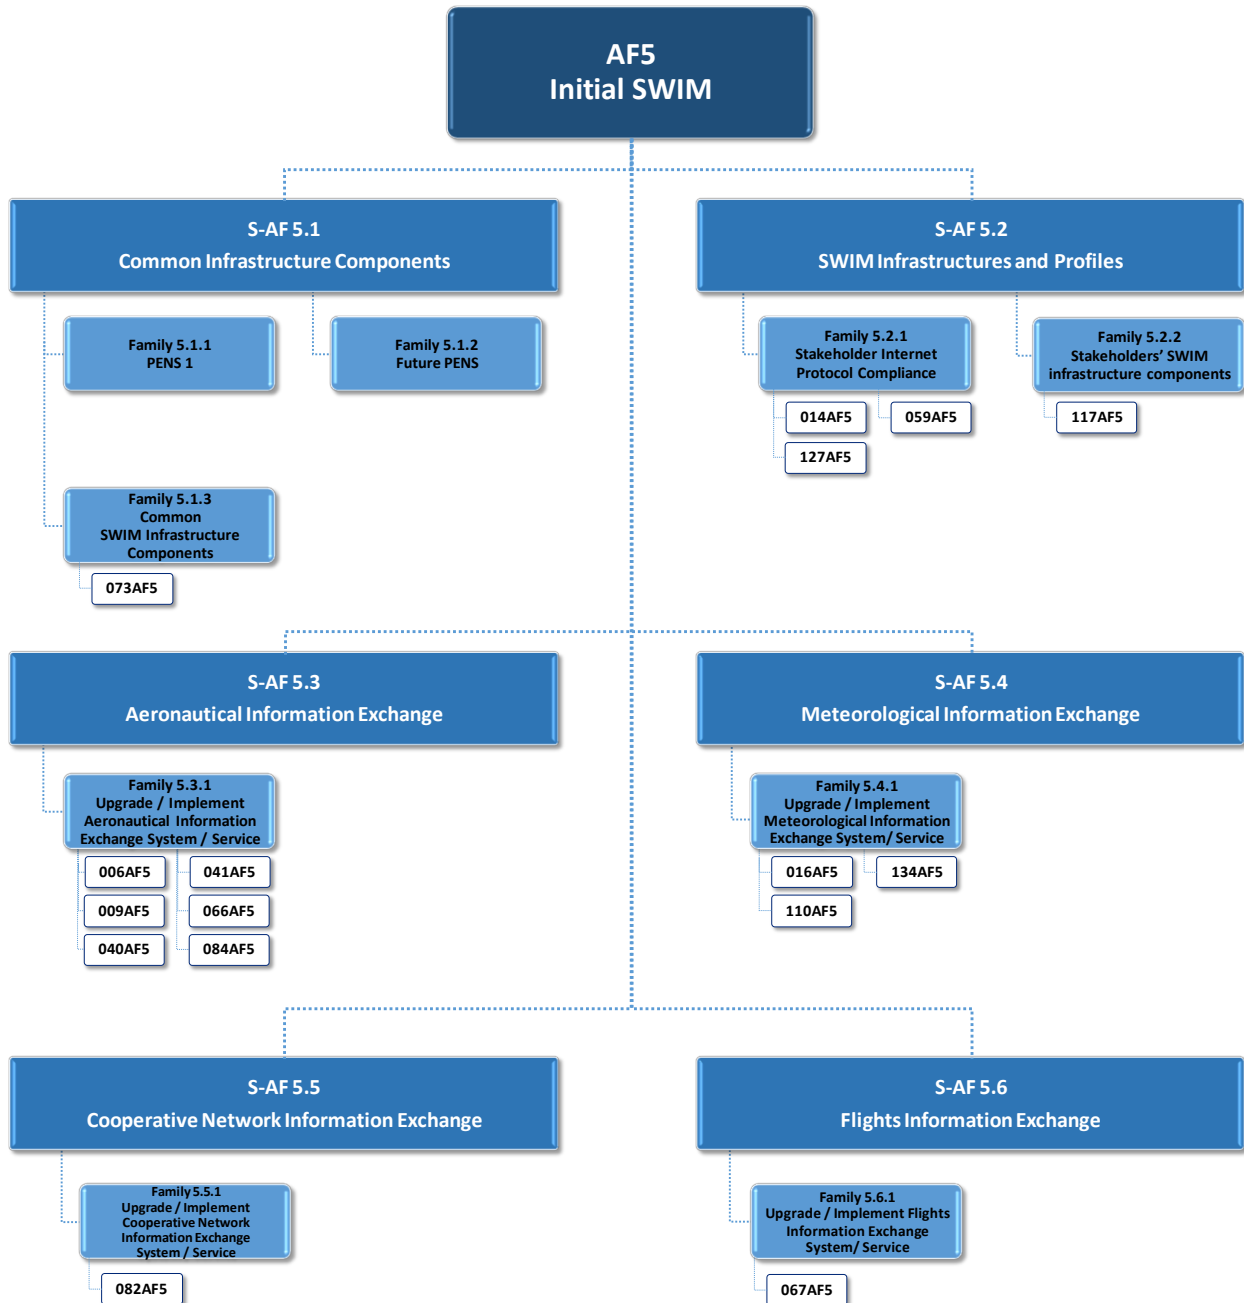 AF5
Initial SWIM
S-AF 5.1
Common Infrastructure Components
S-AF 5.2
SWIM Infrastructures and Profiles
Family 5.1.1
PENS 1
Family 5.1.2
Future PENS
Family 5.2.1
Stakeholder Internet
Protocol Compliance
Family 5.2.2
Stakeholders' SWIM
infrastructure components
014AF5
059AF5
117AF5
127AF5
Family 5.1.3
Common
SWIM Infrastructure
Components
073AF5
S-AF 5.3
Aeronautical Information Exchange
S-AF 5.4
Meteorological Information Exchange
Family 5.3.1
Upgrade / Implement
Aeronautical Information
Exchange System / Service
Family 5.4.1
Upgrade / Implement
Meteorological Information
Exchange System/ Service
006AF5
041AF5
016AF5
134AF5
009AF5
066AF5
110AF5
040AF5
084AF5
S-AF 5.5
Cooperative Network Information Exchange
S-AF 5.6
Flights Information Exchange
Family 5.5.1
Upgrade / Implement
Cooperative Network
Information Exchange
System / Service
Family 5.6.1
Upgrade / Implement Flights
Information Exchange
System/ Service
082AF5
067AF5